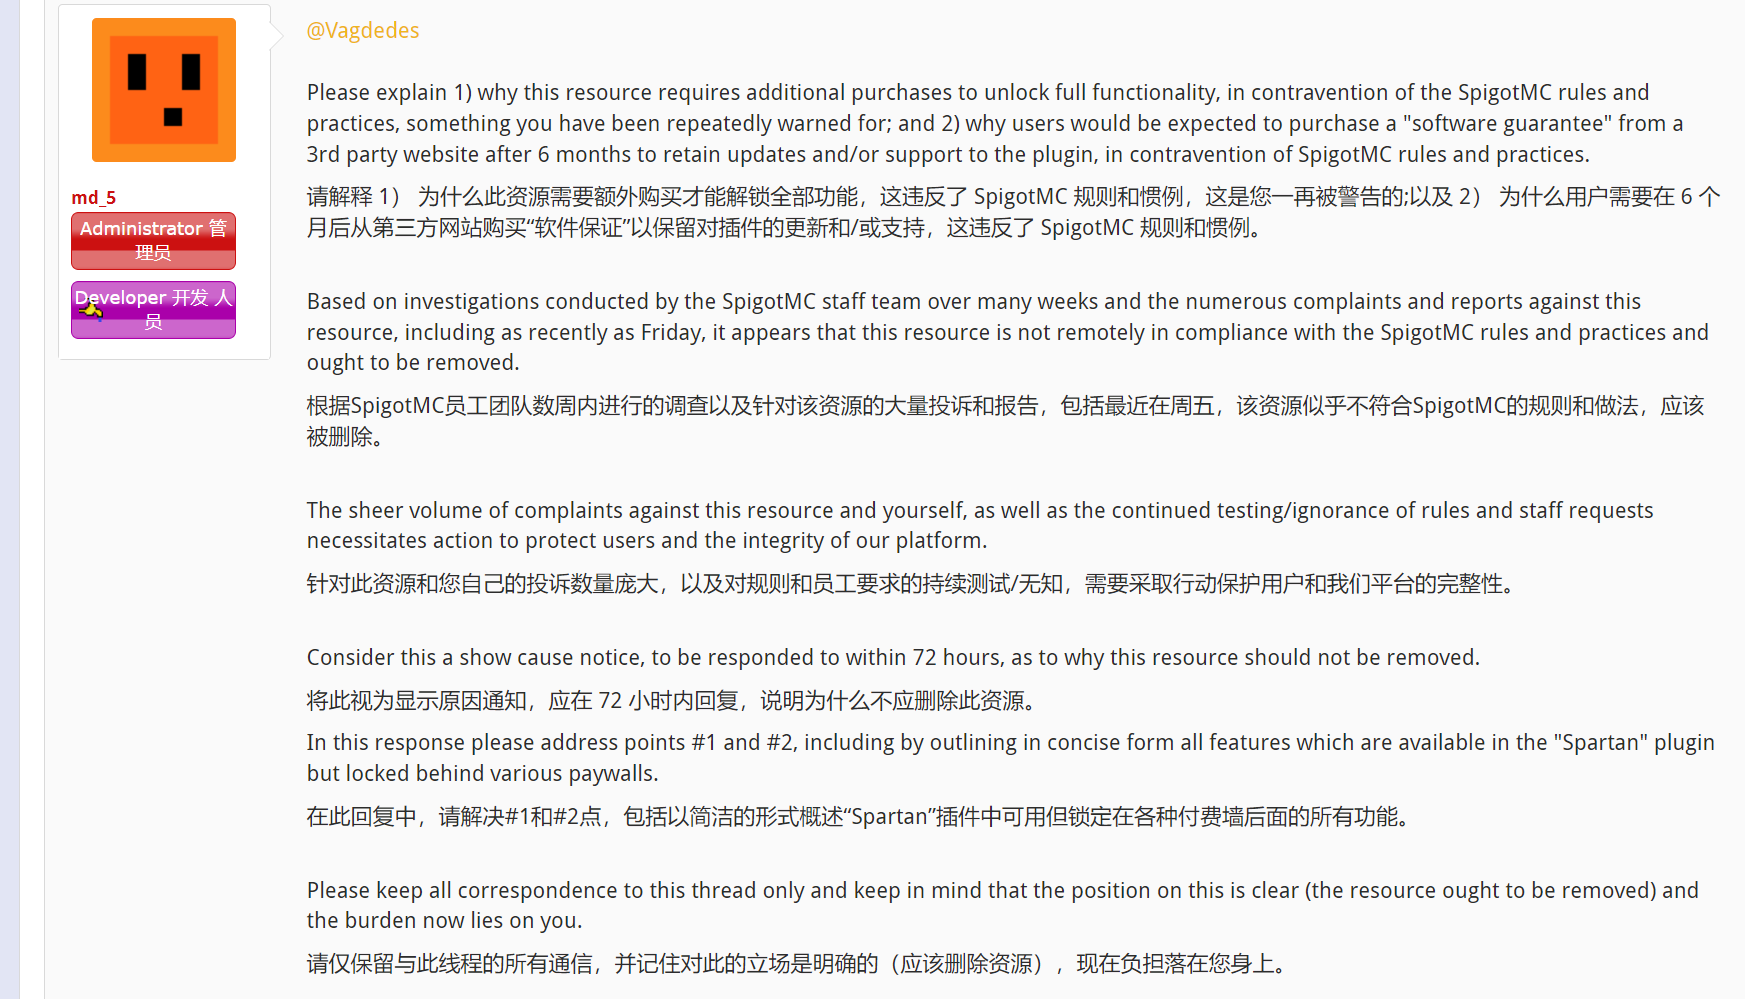 @Vagdedes
Please explain 1) why this resource requires additional purchases to unlock full functionality, in contravention of the SpigotMC rules and
practices, something you have been repeatedly warned for; and 2) why users would be expected to purchase a "software guarantee" from a
3rd party website after 6 months to retain updates and/or support to the plugin, in contravention of SpigotMC rules and practices.
请解释 1） 为什么此资源需要额外购买才能解锁全部功能，这违反了 SpigotMC 规则和惯例，这是您一再被警告的;以及 2） 为什么用户需要在 6 个
月后从第三方网站购买“软件保证”以保留对插件的更新和/或支持，这违反了 SpigotMC 规则和惯例。
md_5
Administrator 管
理员
Developer 开发 人
员
Based on investigations conducted by the SpigotMC staff team over many weeks and the numerous complaints and reports against this
resource, including as recently as Friday, it appears that this resource is not remotely in compliance with the SpigotMC rules and practices and
ought to be removed.
根据SpigotMC员工团队数周内进行的调查以及针对该资源的大量投诉和报告，包括最近在周五，该资源似乎不符合SpigotMC的规则和做法，应该
被删除。
The sheer volume of complaints against this resource and yourself, as well as the continued testing/ignorance of rules and staff requests
necessitates action to protect users and the integrity of our platform.
针对此资源和您自己的投诉数量庞大，以及对规则和员工要求的持续测试/无知，需要采取行动保护用户和我们平台的完整性。
Consider this a show cause notice, to be responded to within 72 hours, as to why this resource should not be removed.
将此视为显示原因通知，应在 72 小时内回复，说明为什么不应删除此资源。
In this response please address points #1 and #2, including by outlining in concise form all features which are available in the "Spartan" plugin
but locked behind various paywalls.
在此回复中，请解决#1和#2点，包括以简洁的形式概述“Spartan”插件中可用但锁定在各种付费墙后面的所有功能。
Please keep all correspondence to this thread only and keep in mind that the position on this is clear (the resource ought to be removed) and
the burden now lies on you.
请仅保留与此线程的所有通信，并记住对此的立场是明确的（应该删除资源），现在负担落在您身上。